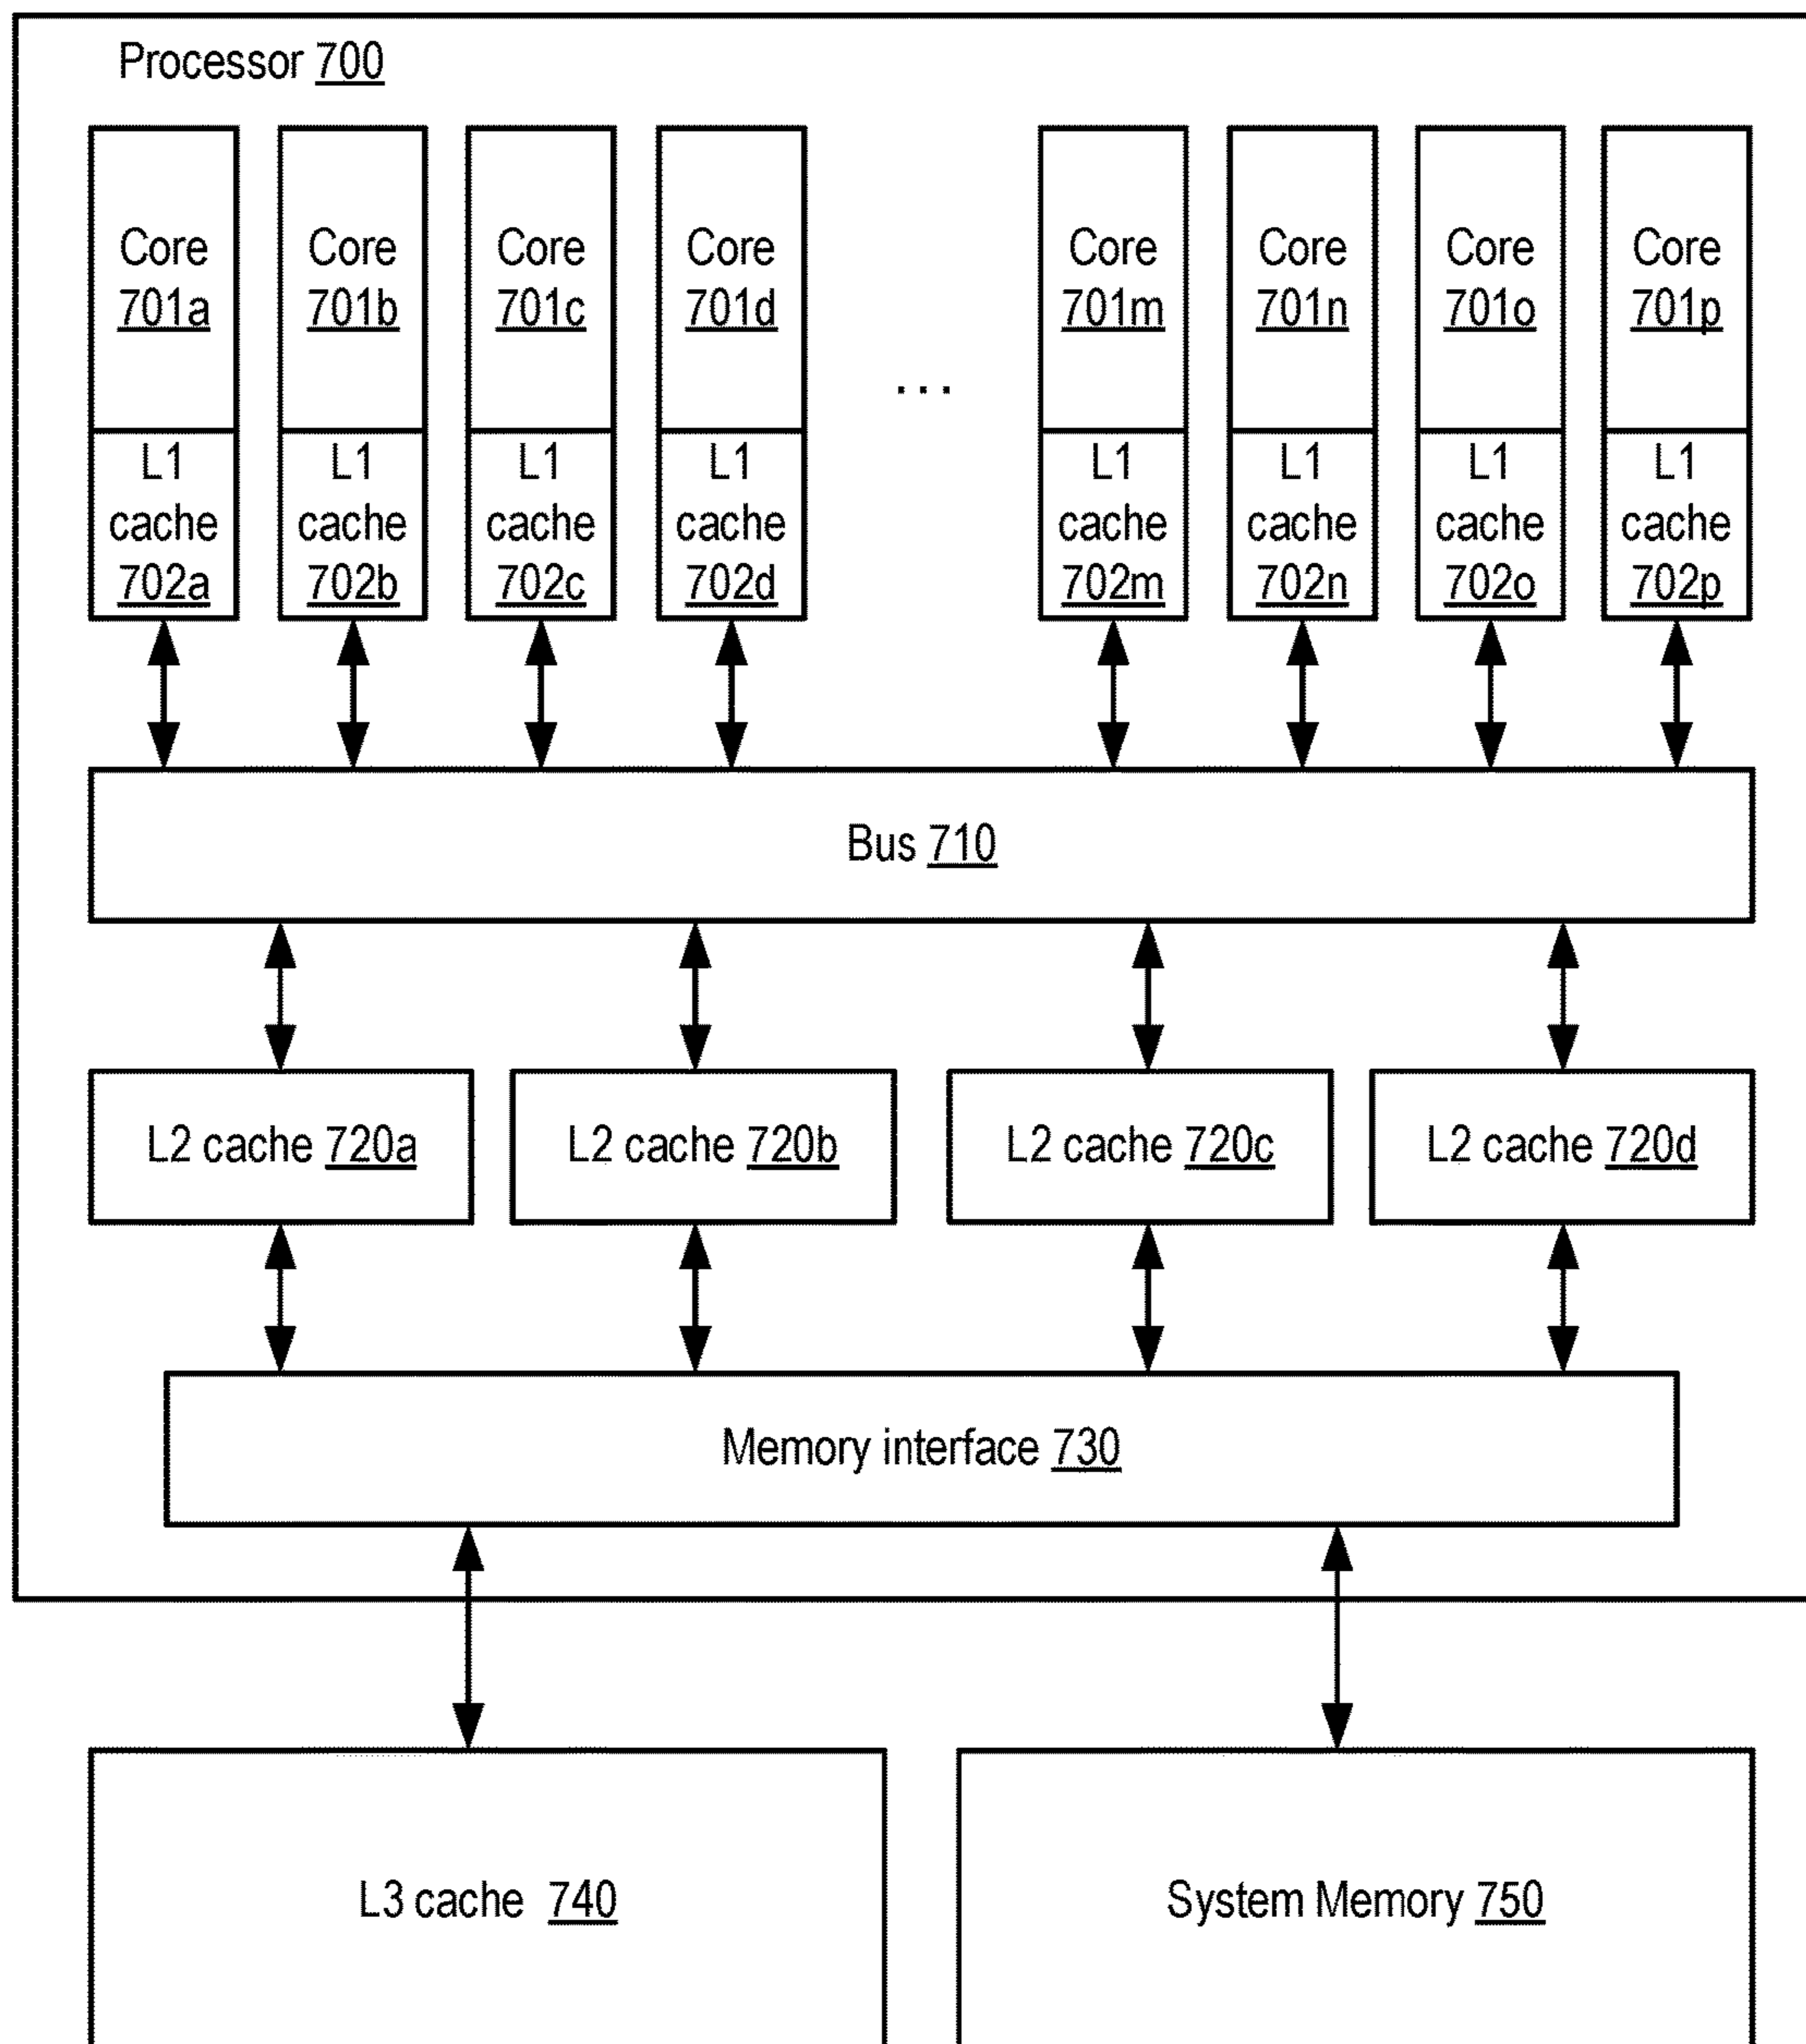 Processor 700
Core Core Core Core Core Core Core Core
701a 701b 701c 701d 701m 701n 701o 701p
...
L1 L1 L1 L1 L1 L1 L1 L1
cache cache cache cache cache cache cache cache
702a 702b 702c 702d 702m 702n 702o 702p
Bus 710
L2 cache 720a L2 cache 720b L2 cache 720c L2 cache 720d
Memory interface 730
L3 cache 740 System Memory 750